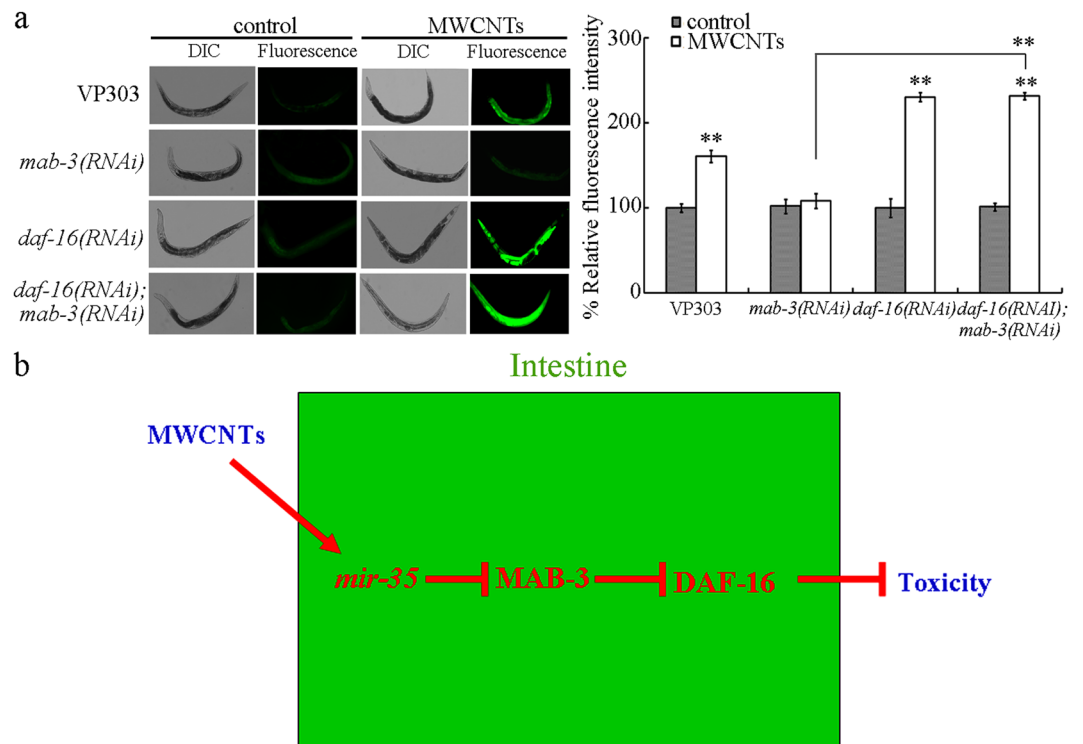 a
control
MWCNTs
DIC
Fluorescence
DIC
Fluorescence
VP303
mab-3(RNAi)
daf-16(RNAi)
daf-16(RNAi);
mab-3(RNAi)
% Relative fluorescence intensity
300
200
100
0
control
MWCNTs
**
**
**
**
VP303
mab-3(RNAi)
daf-16(RNAi)
daf-16(RNAI);
mab-3(RNAi)
b
Intestine
MWCNTs
mir-35
MAB-3
DAF-16
Toxicity